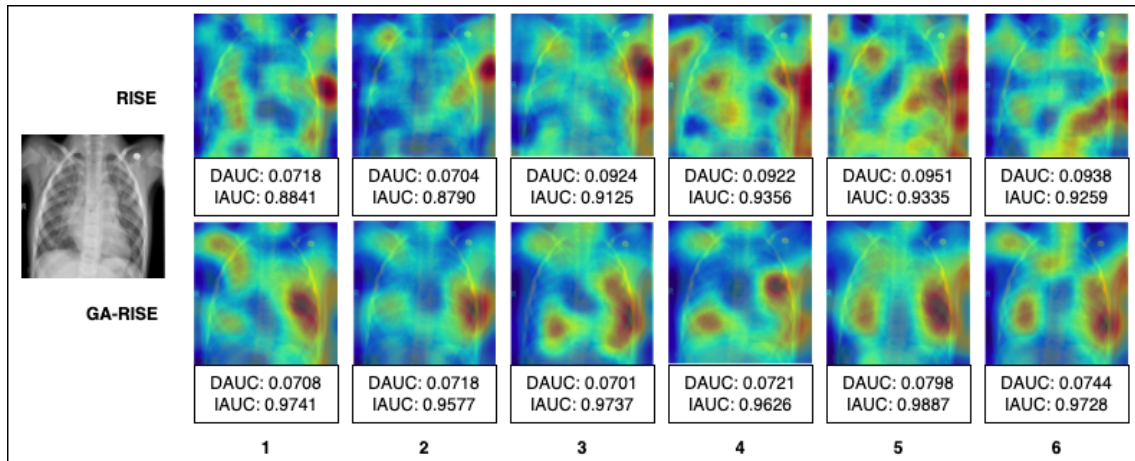 RISE
DAUC: 0.0718
IAUC: 0.8841
DAUC: 0.0704
IAUC: 0.8790
DAUC: 0.0924
IAUC: 0.9125
DAUC: 0.0922
IAUC: 0.9356
DAUC: 0.0951
IAUC: 0.9335
DAUC: 0.0938
IAUC: 0.9259
GA-RISE
DAUC: 0.0708
IAUC: 0.9741
DAUC: 0.0718
IAUC: 0.9577
DAUC: 0.0701
IAUC: 0.9737
DAUC: 0.0721
IAUC: 0.9626
DAUC: 0.0798
IAUC: 0.9887
DAUC: 0.0744
IAUC: 0.9728
1 2 3 4 5 6